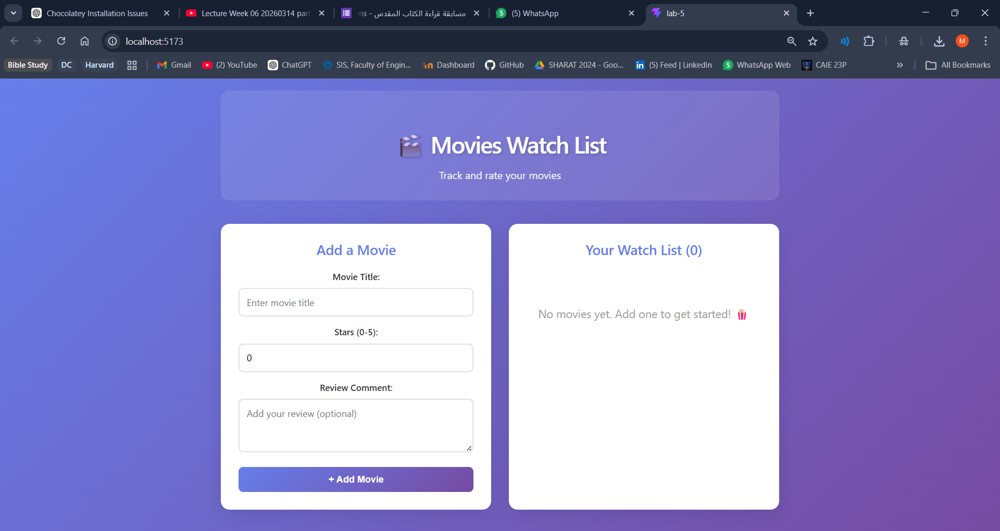 Chocolatey Installation Issues
Lecture Week 06 20260314 part
مسابقة قراءة الكتاب المقدس - ms
5 (5) WhatsApp
lab-5
localhost:5173
M
Bible Study
DC
Harvard
Gmail
(2) YouTube
ChatGPT
SIS, Faculty of Engin...
Dashboard
GitHub
SHARAT 2024 - Goo...
(5) Feed | LinkedIn
5 WhatsApp Web
CAIE 23P
All Bookmarks
Movies Watch List
Track and rate your movies
Add a Movie
Movie Title:
Enter movie title
Stars (0-5):
0
Review Comment:
Add your review (optional)
+ Add Movie
Your Watch List (0)
No movies yet. Add one to get started! 🍿